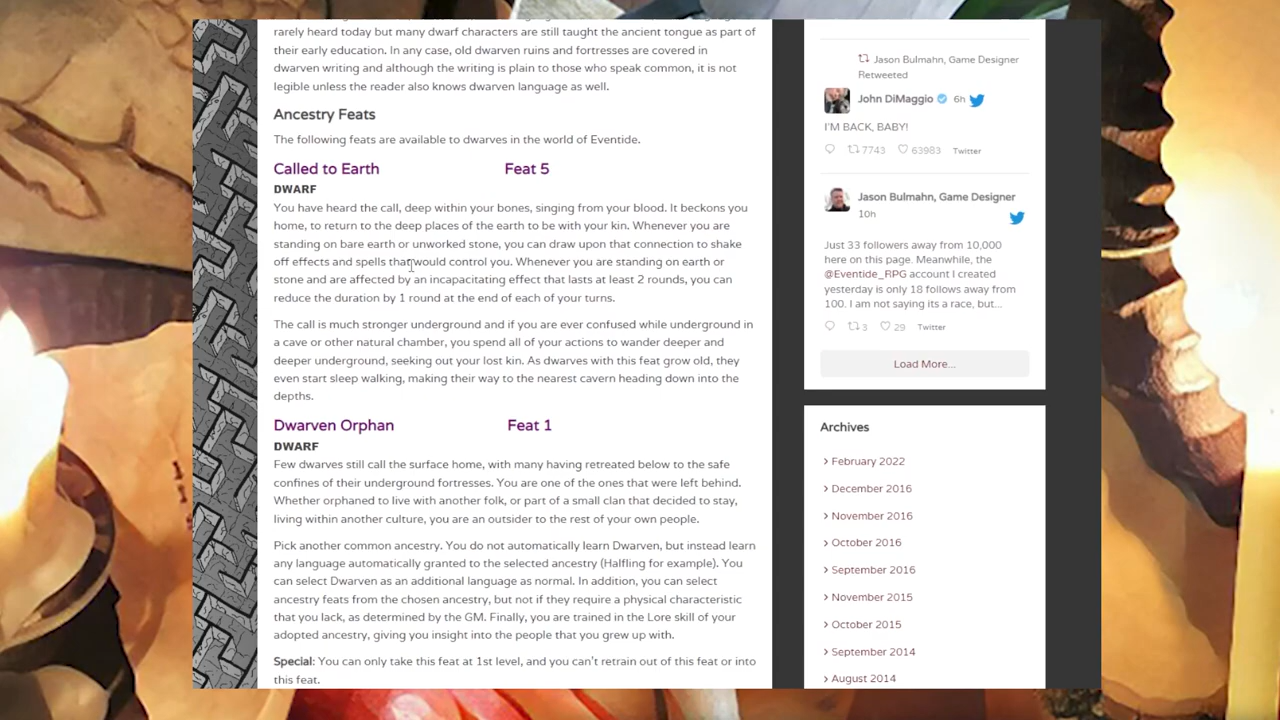 rarely heard today but many dwarf characters are still taught the ancient tongue as part of
their early education. In any case, old dwarven ruins and fortresses are covered in
dwarven writing and although the writing is plain to those who speak common, it is not
legible unless the reader also knows dwarven language as well.
Ancestry Feats
The following feats are available to dwarves in the world of Eventide.
Called to Earth Feat 5
DWARF
You have heard the call, deep within your bones, singing from your blood. It beckons you
home, to return to the deep places of the earth to be with your kin. Whenever you are
standing on bare earth or unworked stone, you can draw upon that connection to shake
off effects and spells that would control you. Whenever you are standing on earth or
stone and are affected by an incapacitating effect that lasts at least 2 rounds, you can
reduce the duration by 1 round at the end of each of your turns.
The call is much stronger underground and if you are ever confused while underground in
a cave or other natural chamber, you spend all of your actions to wander deeper and
deeper underground, seeking out your lost kin. As dwarves with this feat grow old, they
even start sleep walking, making their way to the nearest cavern heading down into the
depths.
Dwarven Orphan Feat 1
DWARF
Few dwarves still call the surface home, with many having retreated below to the safe
confines of their underground fortresses. You are one of the ones that were left behind.
Whether orphaned to live with another folk, or part of a small clan that decided to stay,
living within another culture, you are an outsider to the rest of your own people.
Pick another common ancestry. You do not automatically learn Dwarven, but instead learn
any language automatically granted to the selected ancestry (Halfling for example). You
can select Dwarven as an additional language as normal. In addition, you can select
ancestry feats from the chosen ancestry, but not if they require a physical characteristic
that you lack, as determined by the GM. Finally, you are trained in the Lore skill of your
adopted ancestry, giving you insight into the people that you grew up with.
Special: You can only take this feat at 1st level, and you can't retrain out of this feat or into
this feat.
Jason Bulmahn, Game Designer
Retweeted
John DiMaggio 6h
I'M BACK, BABY!
7743 63983 Twitter
Jason Bulmahn, Game Designer
10h
Just 33 followers away from 10,000
here on this page. Meanwhile, the
@Eventide_RPG account I created
yesterday is only 18 follows away from
100. I am not saying its a race, but...
3 29 Twitter
Load More...
Archives
> February 2022
> December 2016
> November 2016
> October 2016
> September 2016
> November 2015
> October 2015
> September 2014
> August 2014